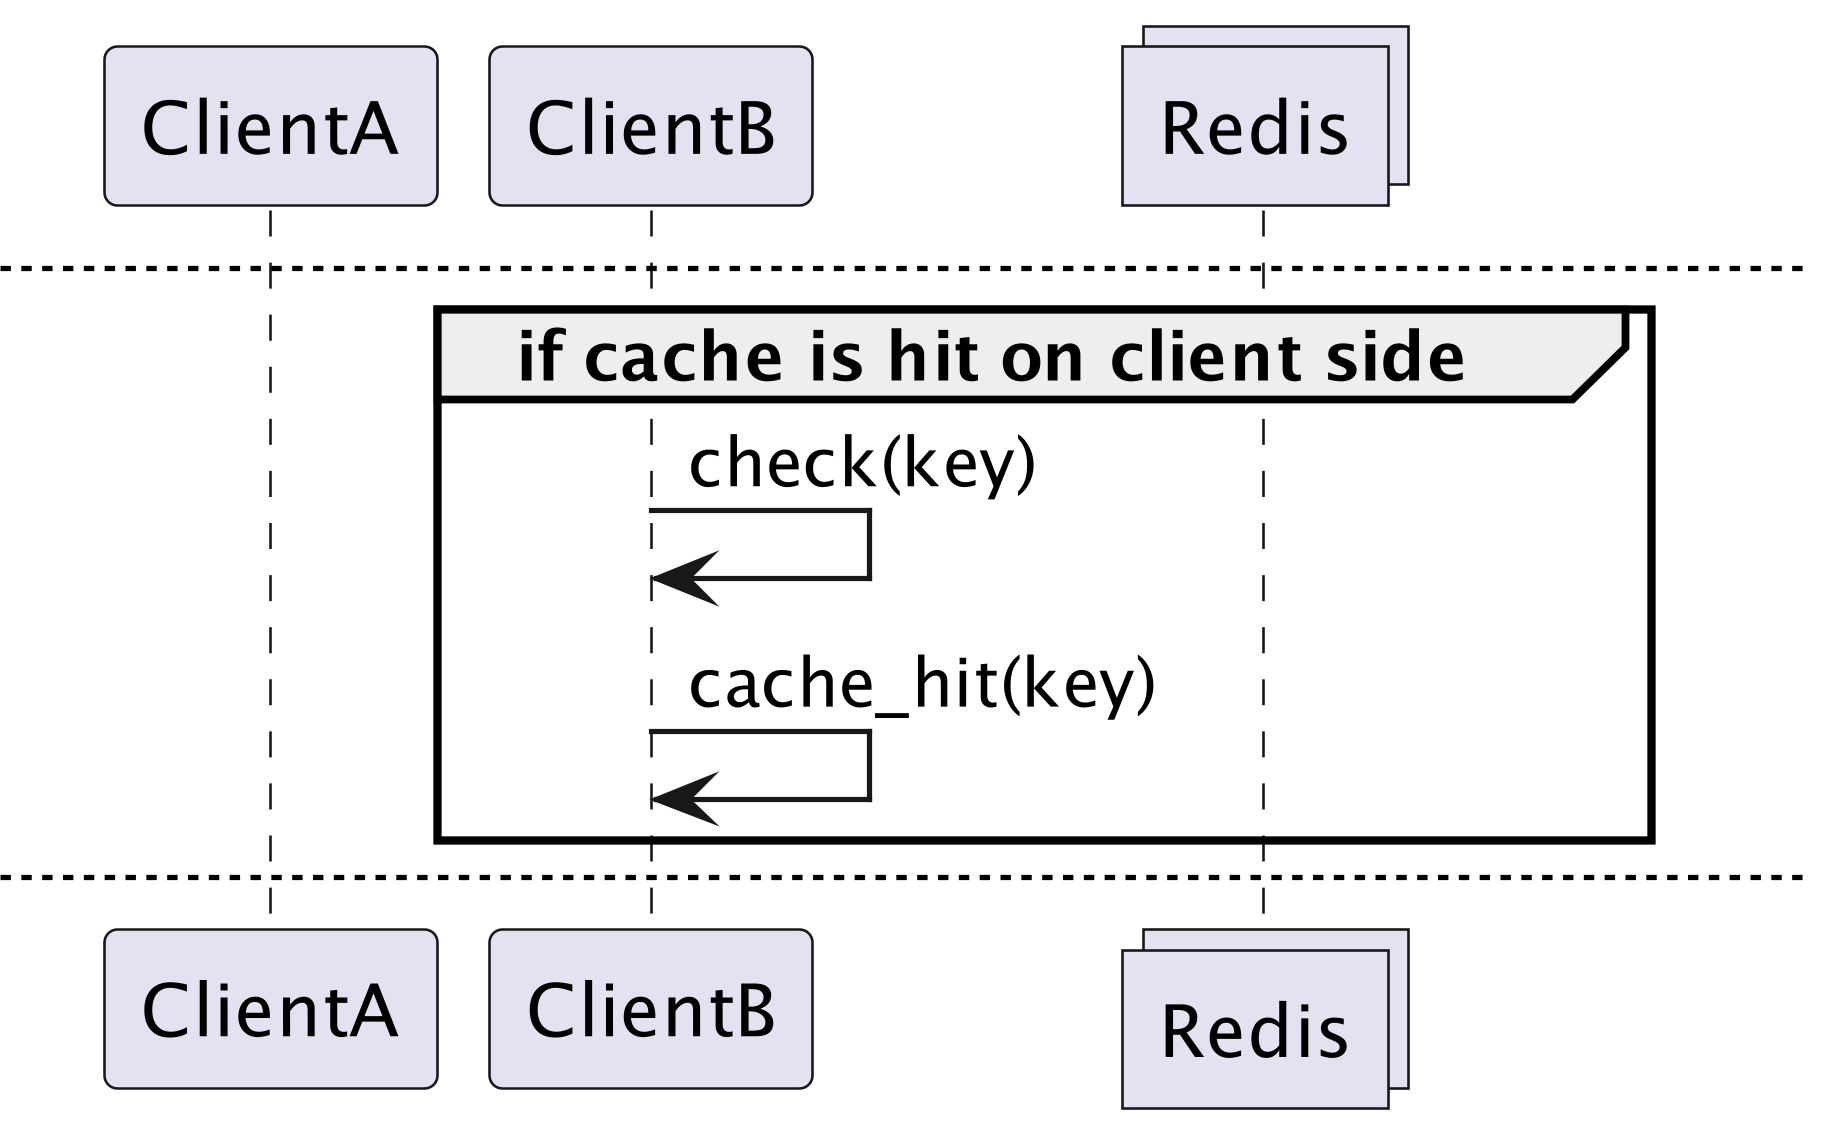 ClientA
ClientB
Redis
if cache is hit on client side
check(key)
cache_hit(key)
ClientA
ClientB
Redis